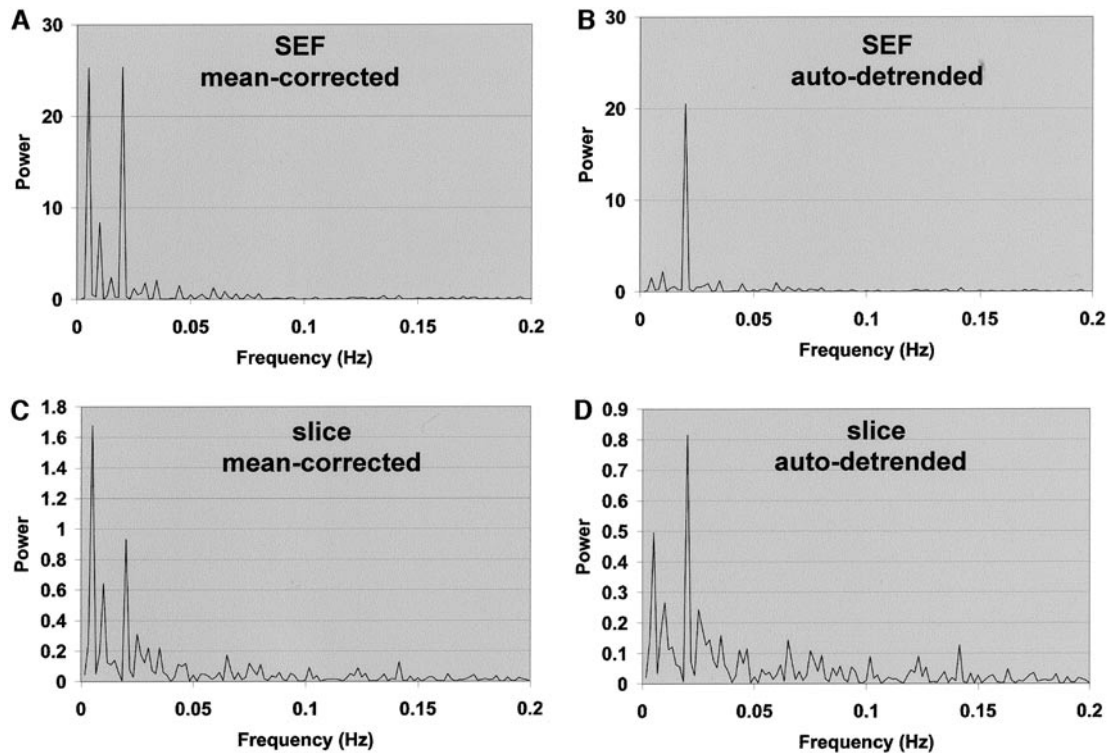 A
SEF
mean-corrected
30
20
10
0
Power
0 0.05 0.1 0.15 0.2
Frequency (Hz)
B
SEF
auto-detrended
30
20
10
0
Power
0 0.05 0.1 0.15 0.2
Frequency (Hz)
C
slice
mean-corrected
1.8
1.6
1.4
1.2
1
0.8
0.6
0.4
0.2
0
Power
0 0.05 0.1 0.15 0.2
Frequency (Hz)
D
slice
auto-detrended
0.9
0.8
0.7
0.6
0.5
0.4
0.3
0.2
0.1
0
Power
0 0.05 0.1 0.15 0.2
Frequency (Hz)